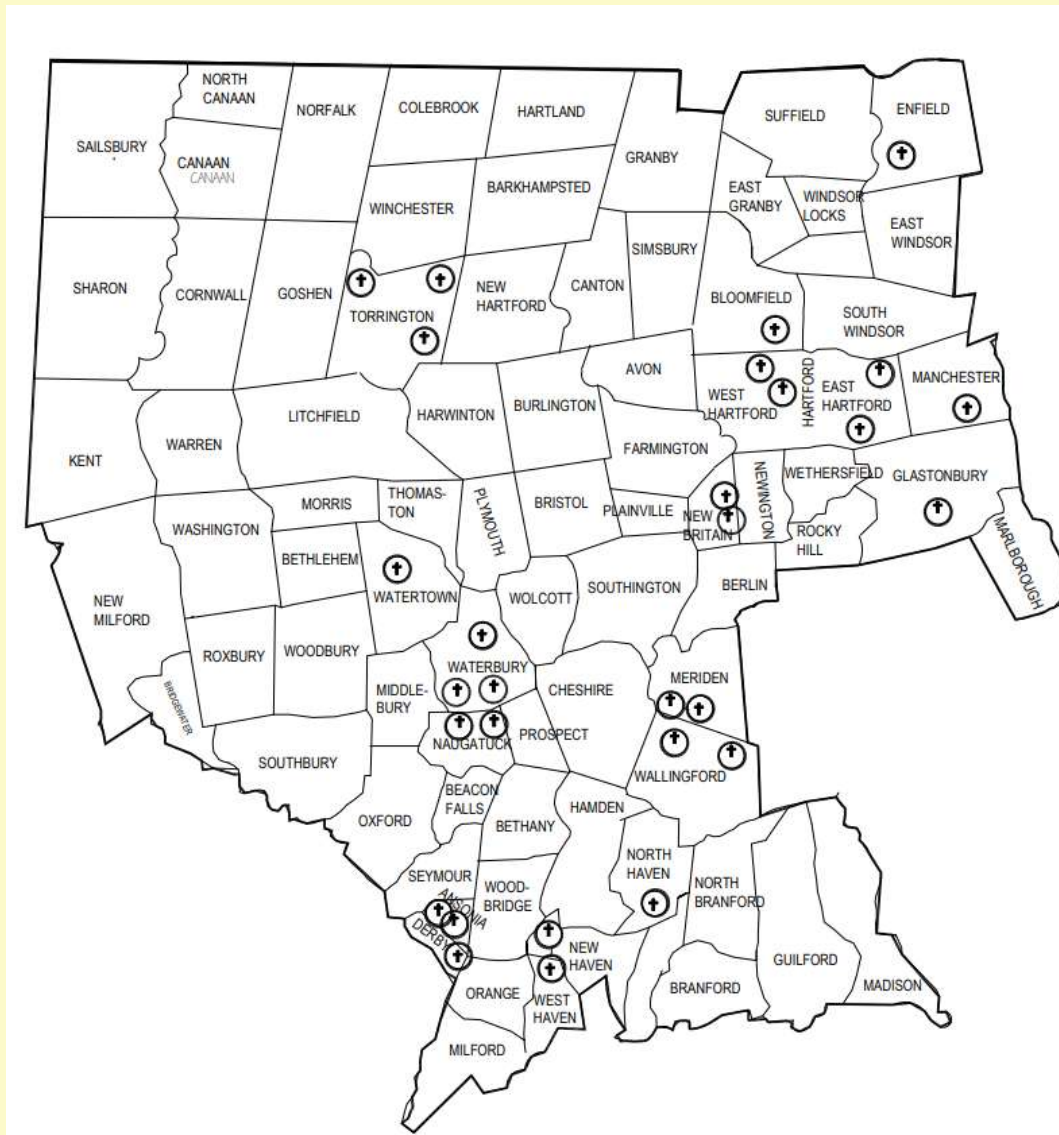 NORTH
CANAAN
NORFALK
COLEBROOK
HARTLAND
SUFFIELD
ENFIELD
SAILSBURY
CANAAN
CANAAN
GRANBY
BARKHAMPSTED
EAST
GRANBY
WINDSOR
LOCKS
EAST
WINDSOR
WINCHESTER
SIMSBURY
SHARON
CORNWALL
GOSHEN
TORRINGTON
NEW
HARTFORD
CANTON
BLOOMFIELD
SOUTH
WINDSOR
AVON
WEST
HARTFORD
HARTFORD
EAST
HARTFORD
MANCHESTER
LITCHFIELD
HARWINTON
BURLINGTON
FARMINGTON
KENT
WARREN
WETHERSFIELD
GLASTONBURY
NEWINGTON
MORRIS
THOMAS-
TON
PLYMOUTH
BRISTOL
PLAINVILLE
NEW
BRITAIN
ROCKY
HILL
MARLBOROUGH
WASHINGTON
BETHLEHEM
WATERTOWN
WOLCOTT
SOUTHINGTON
BERLIN
NEW
MILFORD
ROXBURY
WOODBURY
WATERBURY
MERIDEN
BRIDGEWATER
MIDDLE-
BURY
CHESHIRE
NAUGATUCK
PROSPECT
SOUTHBURY
WALLINGFORD
OXFORD
BEACON
FALLS
BETHANY
HAMDEN
NORTH
HAVEN
SEYMOUR
ANSONIA
WOOD-
BRIDGE
NORTH
BRANFORD
DERBY
NEW
HAVEN
GUILFORD
ORANGE
WEST
HAVEN
BRANFORD
MADISON
MILFORD